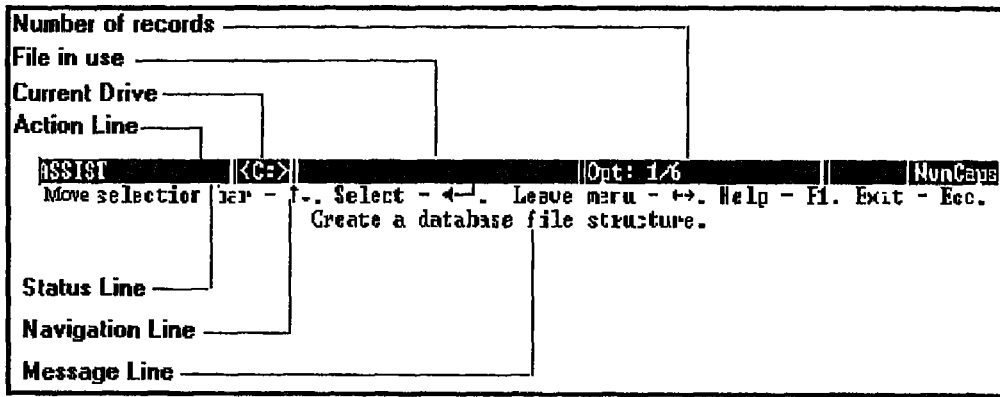 Number of records
File in use
Current Drive
Action Line
ASSIST <C:> Opt: 1/6 NumCaps
Move selection bar - ↑↓. Select - ◄┘. Leave menu - ↔. Help - F1. Exit - Esc.
Create a database file structure.
Status Line
Navigation Line
Message Line